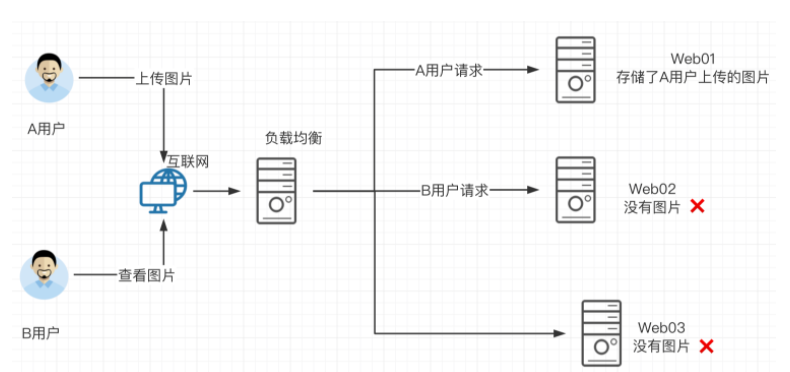 上传图片
A用户
互联网
负载均衡
A用户请求
Web01
存储了A用户上传的图片
B用户请求
Web02
没有图片
查看图片
B用户
Web03
没有图片